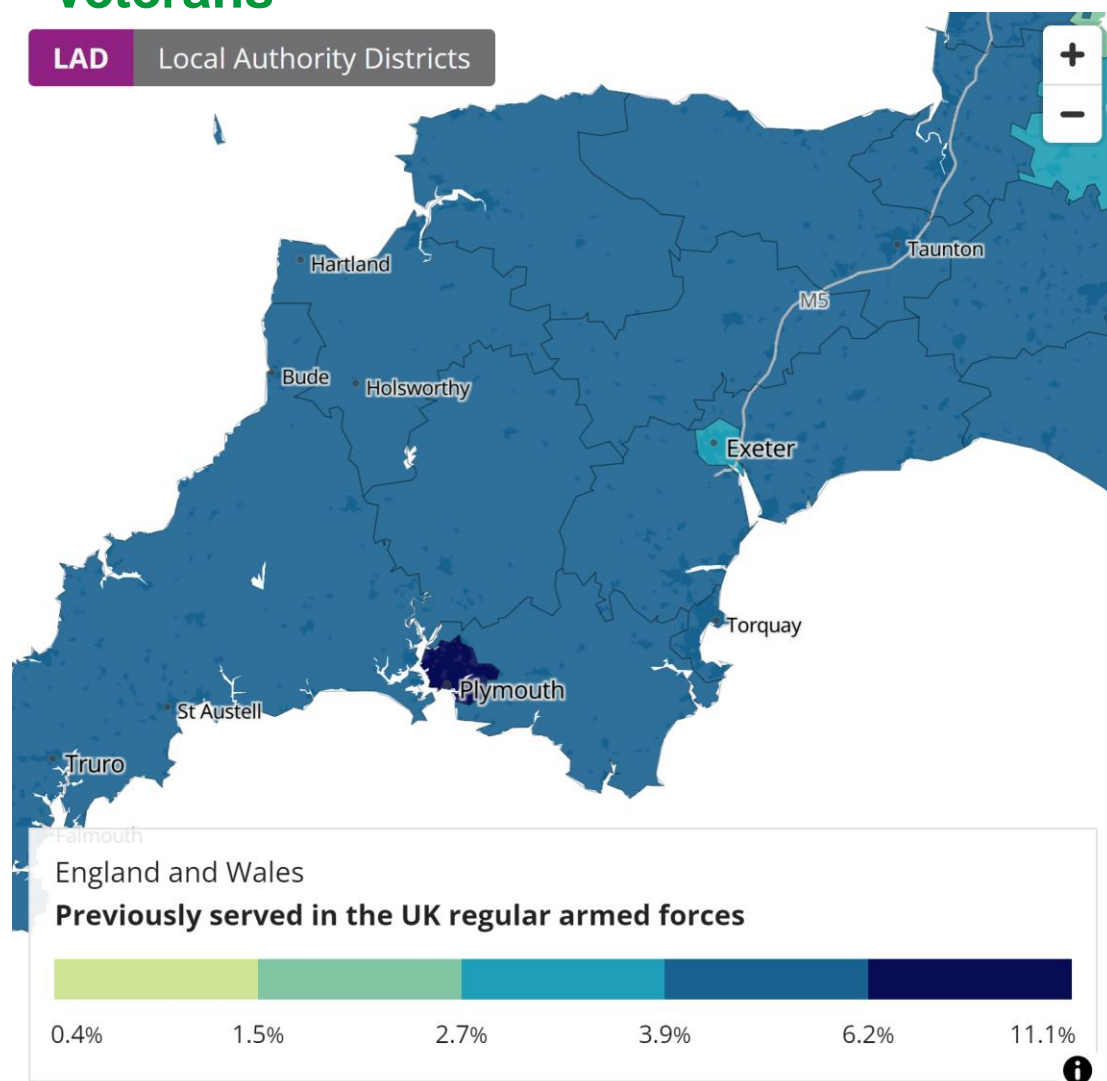 Veterans
LAD Local Authority Districts
+
−
Hartland
Taunton
M5
Bude
Holsworthy
Exeter
Torquay
Plymouth
St Austell
Truro
Falmouth
England and Wales
Previously served in the UK regular armed forces
0.4% 1.5% 2.7% 3.9% 6.2% 11.1%
i